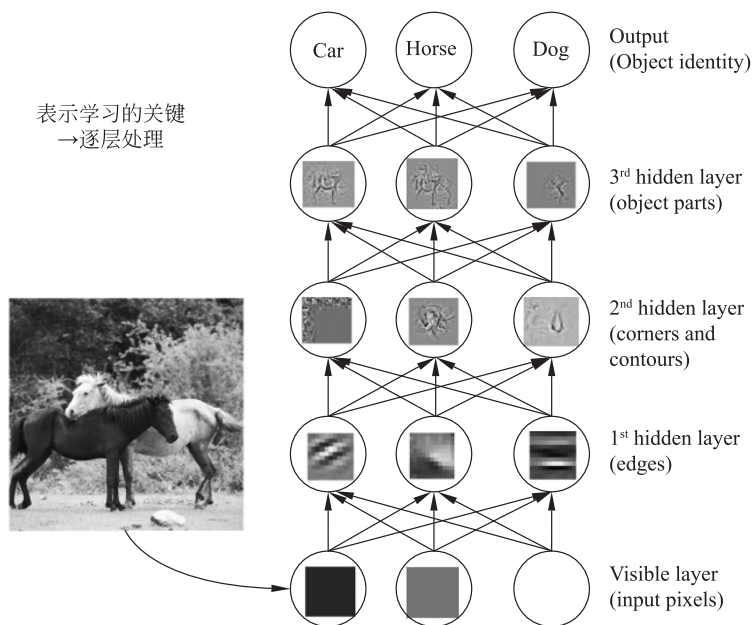 Car
Horse
Dog
Output
(Object identity)
表示学习的关键
→逐层处理
3rd hidden layer
(object parts)
2nd hidden layer
(corners and
contours)
1st hidden layer
(edges)
Visible layer
(input pixels)